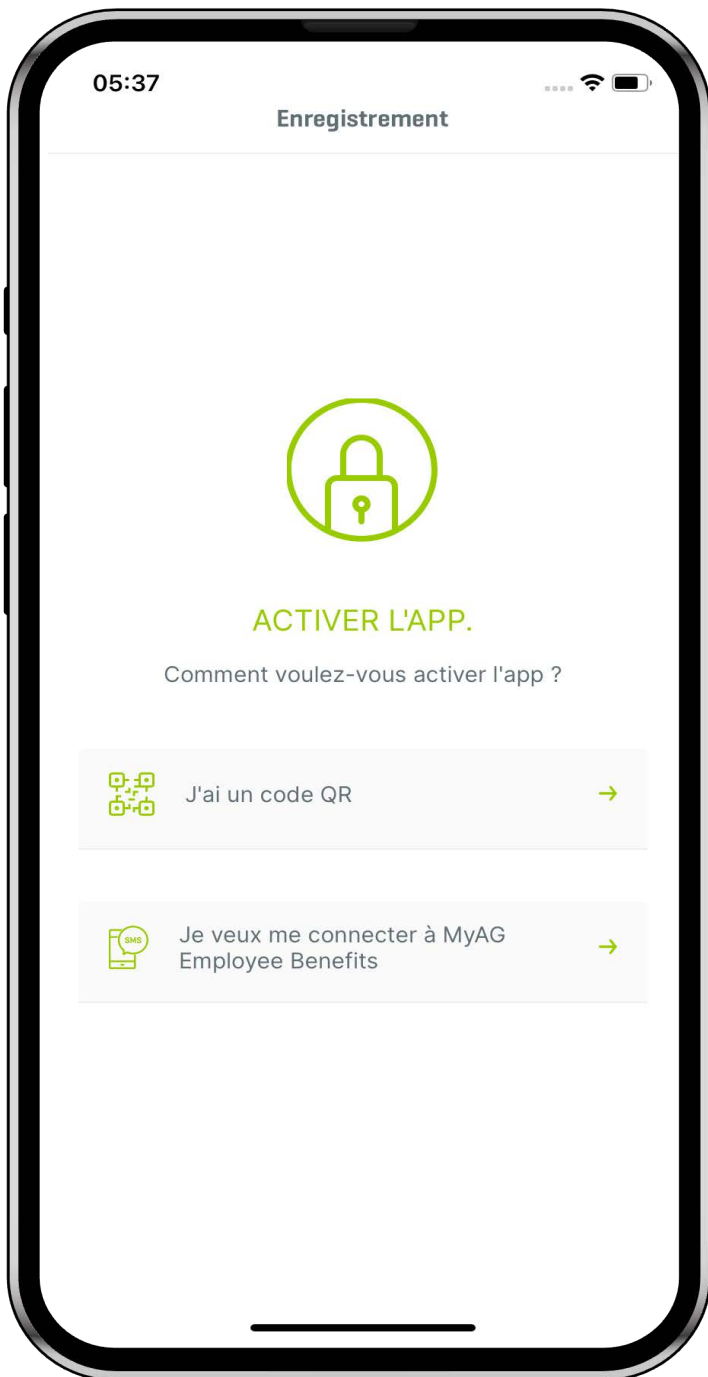 05:37
Enregistrement
ACTIVER L'APP.
Comment voulez-vous activer l'app ?
J'ai un code QR
SMS
Je veux me connecter à MyAG
Employee Benefits